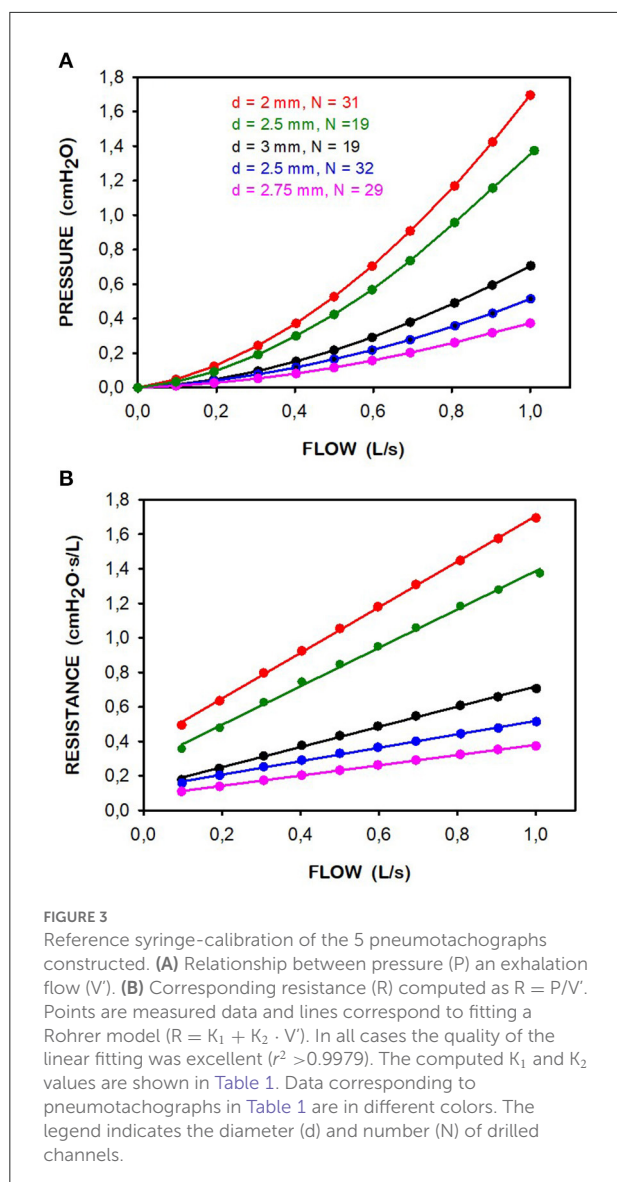 A
1,8
1,6
1,4
1,2
1,0
0,8
0,6
0,4
0,2
0,0
PRESSURE (cmH₂O)
d = 2 mm, N = 31
d = 2.5 mm, N =19
d = 3 mm, N = 19
d = 2.5 mm, N = 32
d = 2.75 mm, N = 29
0,0 0,2 0,4 0,6 0,8 1,0
FLOW (L/s)
B
1,8
1,6
1,4
1,2
1,0
0,8
0,6
0,4
0,2
0,0
RESISTANCE (cmH₂O·s/L)
0,0 0,2 0,4 0,6 0,8 1,0
FLOW (L/s)
FIGURE 3
Reference syringe-calibration of the 5 pneumotachographs
constructed. (A) Relationship between pressure (P) an exhalation
flow (V'). (B) Corresponding resistance (R) computed as R = P/V'.
Points are measured data and lines correspond to fitting a
Rohrer model (R = K₁ + K₂ · V'). In all cases the quality of the
linear fitting was excellent (r² >0.9979). The computed K₁ and K₂
values are shown in Table 1. Data corresponding to
pneumotachographs in Table 1 are in different colors. The
legend indicates the diameter (d) and number (N) of drilled
channels.